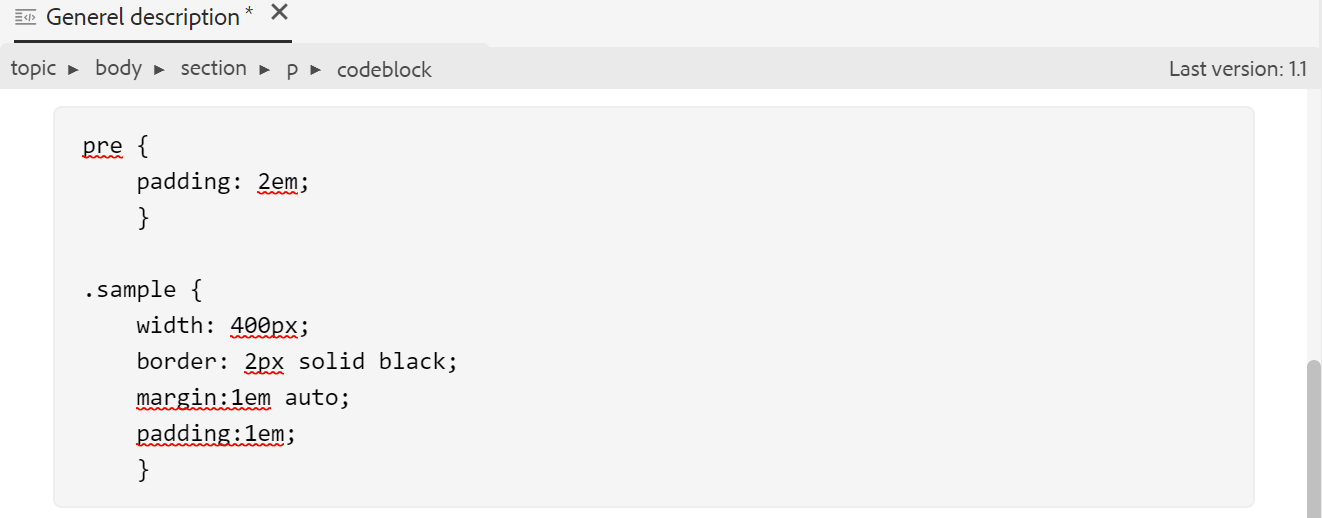 Generel description *
topic ▸ body ▸ section ▸ p ▸ codeblock Last version: 1.1
pre {
    padding: 2em;
    }

.sample {
    width: 400px;
    border: 2px solid black;
    margin:1em auto;
    padding:1em;
    }